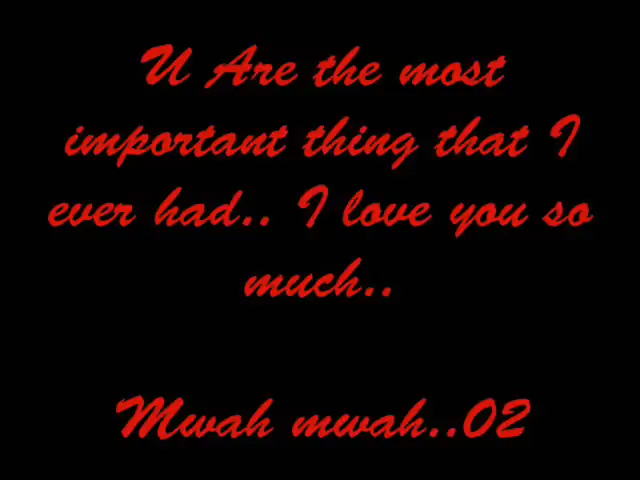 U Are the most
important thing that I
ever had.. I love you so
much..
Mwah mwah..02